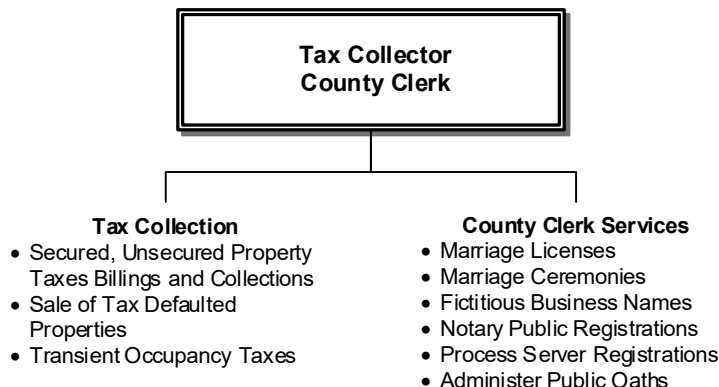 Tax Collector
County Clerk
Tax Collection
• Secured, Unsecured Property
Taxes Billings and Collections
• Sale of Tax Defaulted
Properties
• Transient Occupancy Taxes
County Clerk Services
• Marriage Licenses
• Marriage Ceremonies
• Fictitious Business Names
• Notary Public Registrations
• Process Server Registrations
• Administer Public Oaths